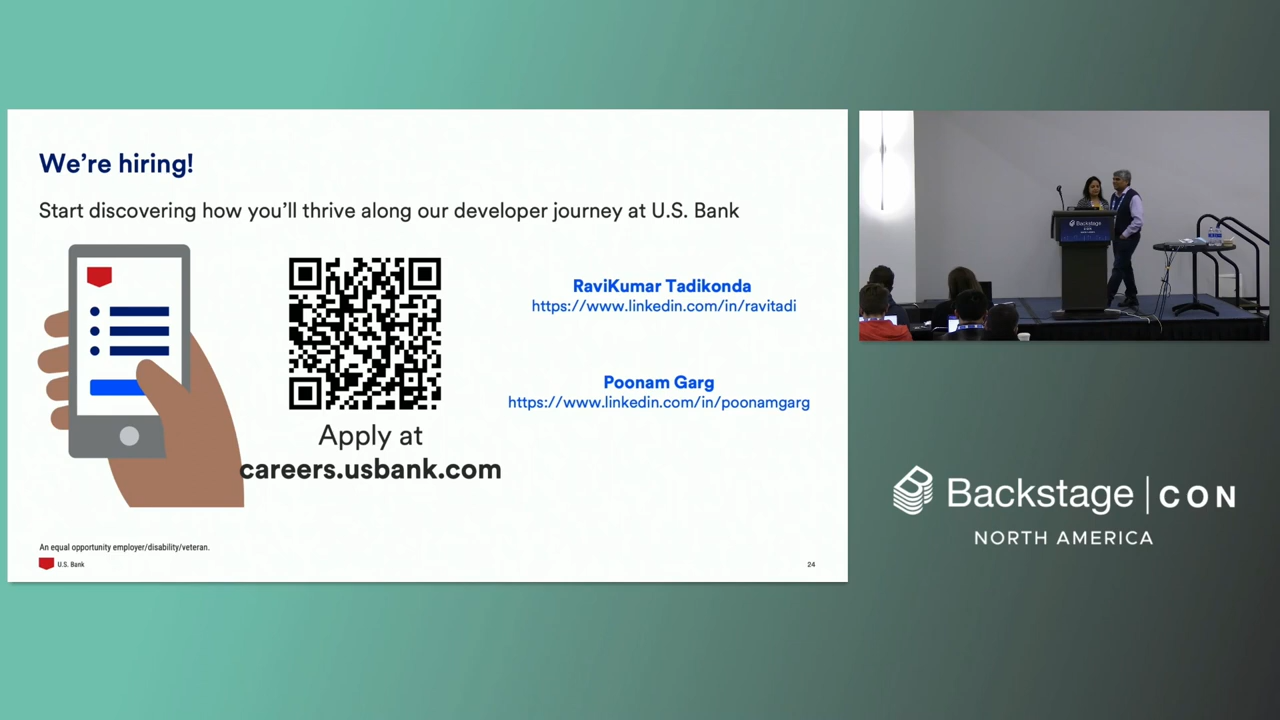 We're hiring!
Start discovering how you'll thrive along our developer journey at U.S. Bank
RaviKumar Tadikonda
https://www.linkedin.com/in/ravitadi
Poonam Garg
https://www.linkedin.com/in/poonamgarg
Apply at
careers.usbank.com
An equal opportunity employer/disability/veteran.
U.S. Bank
24
Backstage
CON
Backstage CON
NORTH AMERICA